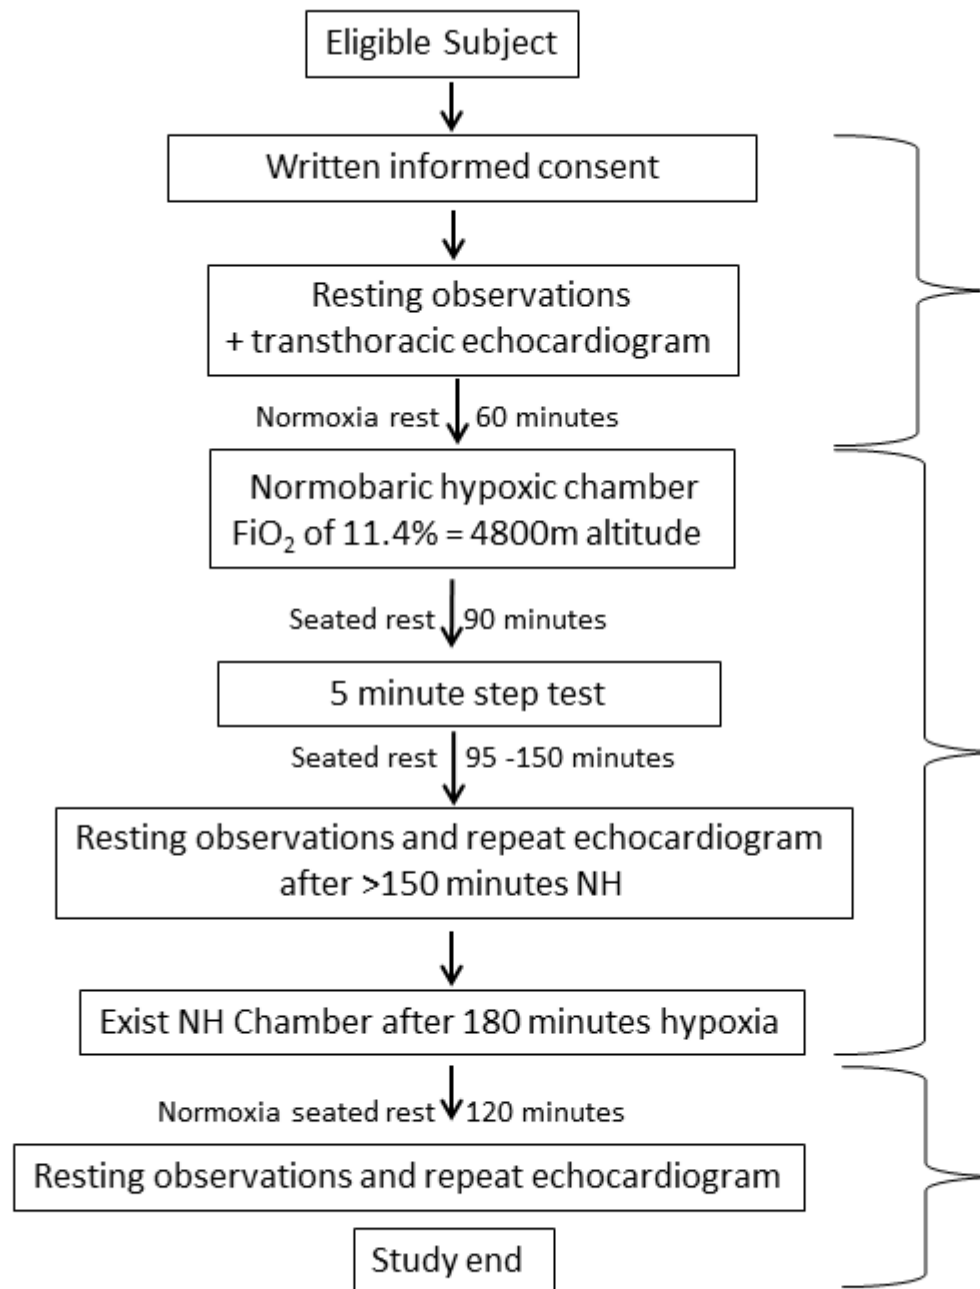 Eligible Subject
Written informed consent
Resting observations
+ transthoracic echocardiogram
Normoxia rest 60 minutes
Normobaric hypoxic chamber
FiO₂ of 11.4% = 4800m altitude
Seated rest 90 minutes
5 minute step test
Seated rest 95 -150 minutes
Resting observations and repeat echocardiogram
after >150 minutes NH
Exist NH Chamber after 180 minutes hypoxia
Normoxia seated rest 120 minutes
Resting observations and repeat echocardiogram
Study end